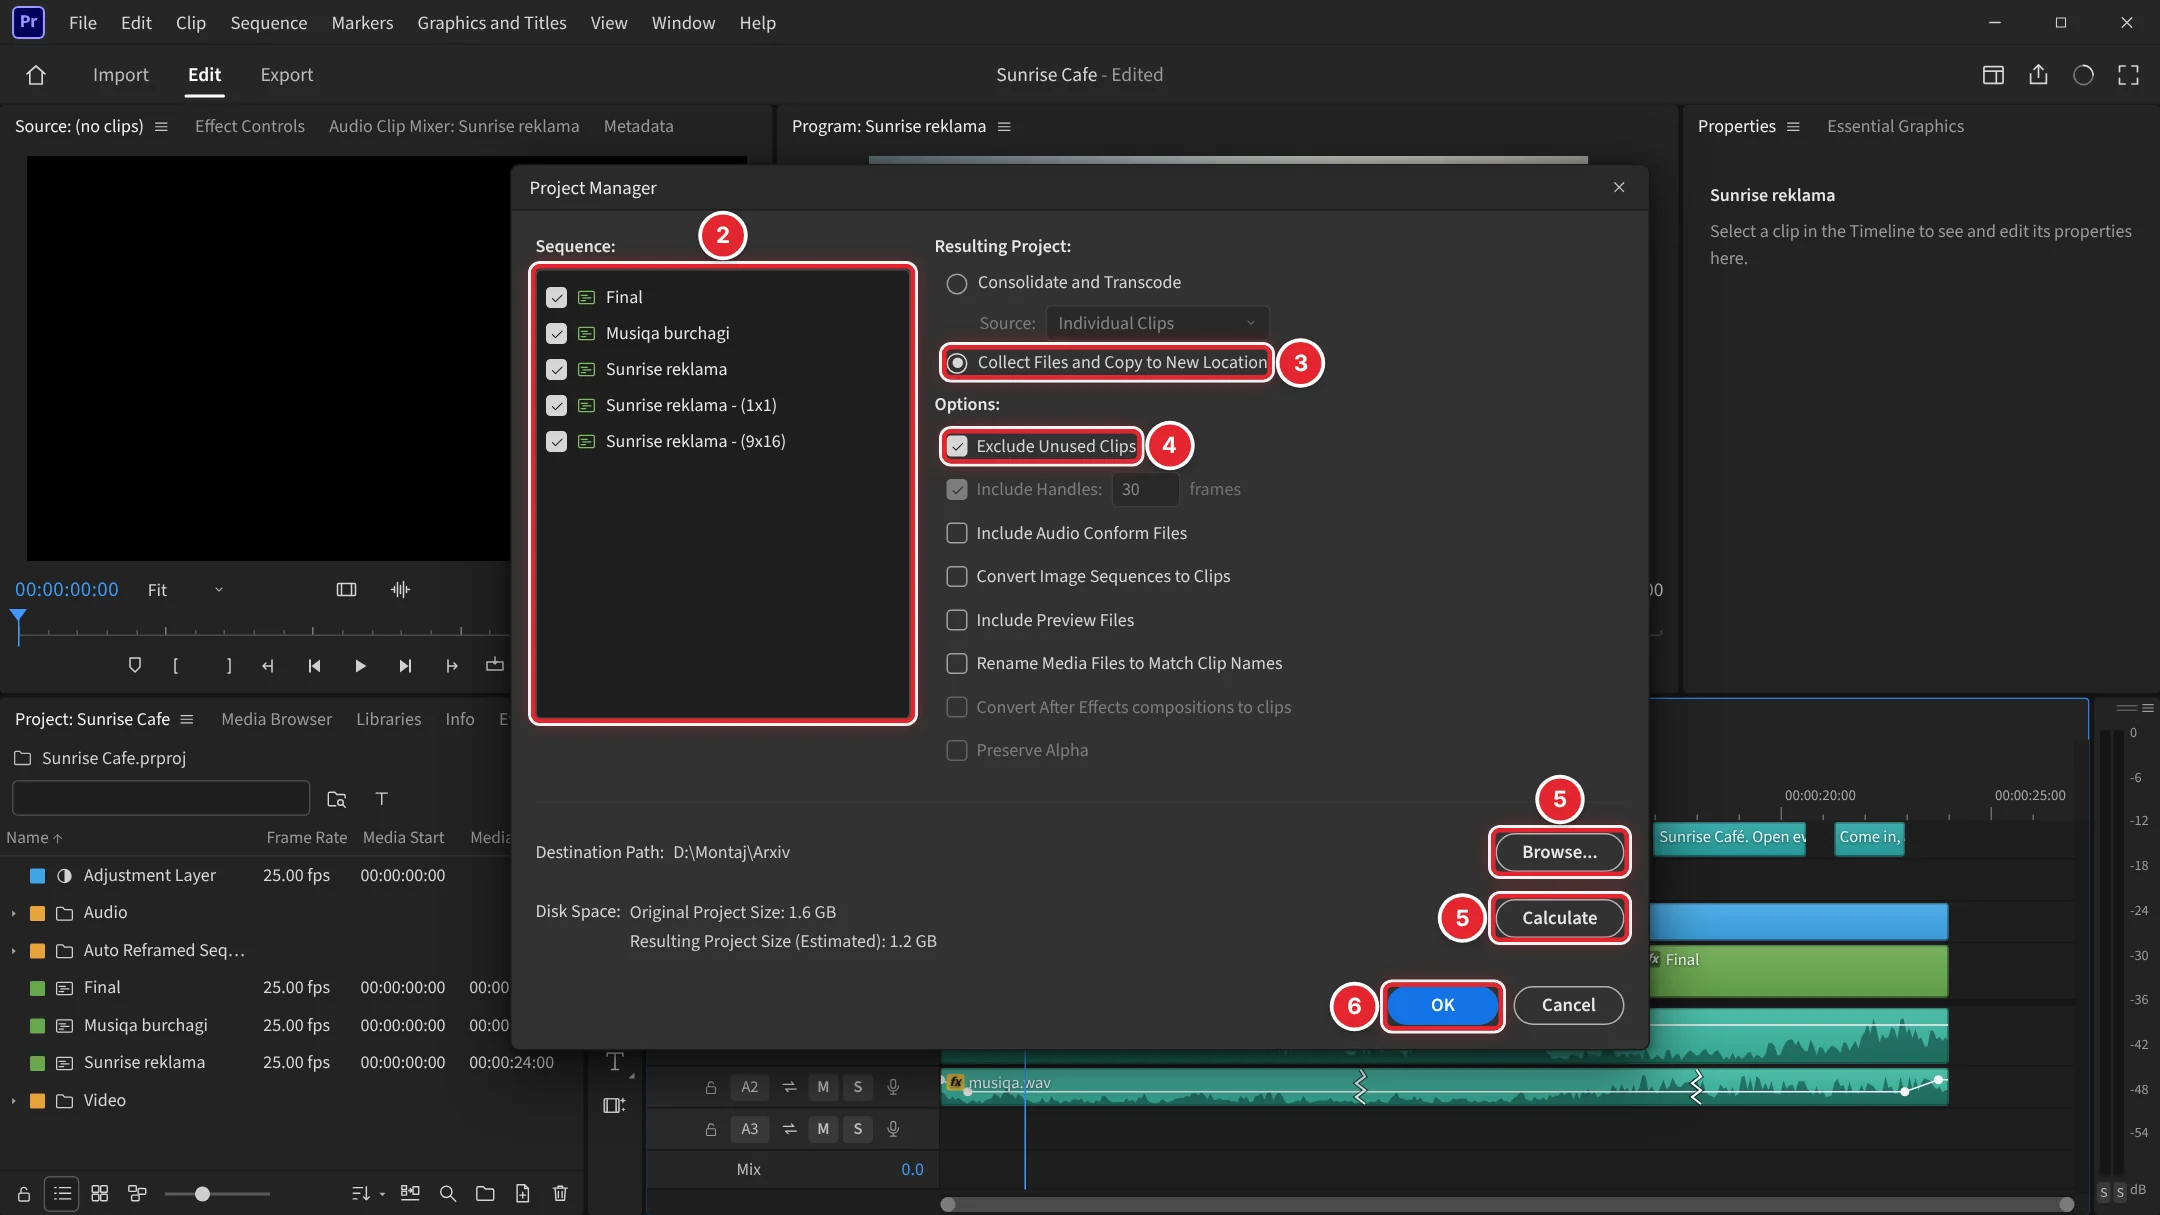 Pr File Edit Clip Sequence Markers Graphics and Titles View Window Help
Import Edit Export
Sunrise Cafe - Edited
Source: (no clips) Effect Controls Audio Clip Mixer: Sunrise reklama Metadata
Program: Sunrise reklama
Properties Essential Graphics
Sunrise reklama
Select a clip in the Timeline to see and edit its properties
here.
Project Manager
Sequence:
2
Final
Musiqa burchagi
Sunrise reklama
Sunrise reklama - (1x1)
Sunrise reklama - (9x16)
Resulting Project:
Consolidate and Transcode
Source: Individual Clips
Collect Files and Copy to New Location
3
Options:
Exclude Unused Clips
4
Include Handles: 30 frames
Include Audio Conform Files
Convert Image Sequences to Clips
Include Preview Files
Rename Media Files to Match Clip Names
Convert After Effects compositions to clips
Preserve Alpha
5
Destination Path: D:\Montaj\Arxiv
Browse...
Disk Space: Original Project Size: 1.6 GB
Resulting Project Size (Estimated): 1.2 GB
5
Calculate
6
OK
Cancel
00:00:00:00 Fit
Project: Sunrise Cafe Media Browser Libraries Info
Sunrise Cafe.prproj
T
Name Frame Rate Media Start Media
Adjustment Layer 25.00 fps 00:00:00:00
Audio
Auto Reframed Seq…
Final 25.00 fps 00:00:00:00 00:00
Musiqa burchagi 25.00 fps 00:00:00:00 00:00
Sunrise reklama 25.00 fps 00:00:00:00 00:00:24:00
Video
00:00:20:00 00:00:25:00
Sunrise Café. Open ev
Come in,
fx Final
T
A2 M S
fx musiqa.wav
A3 M S
Mix 0.0
0
-6
-12
-18
-24
-30
-36
-42
-48
-54
S S dB